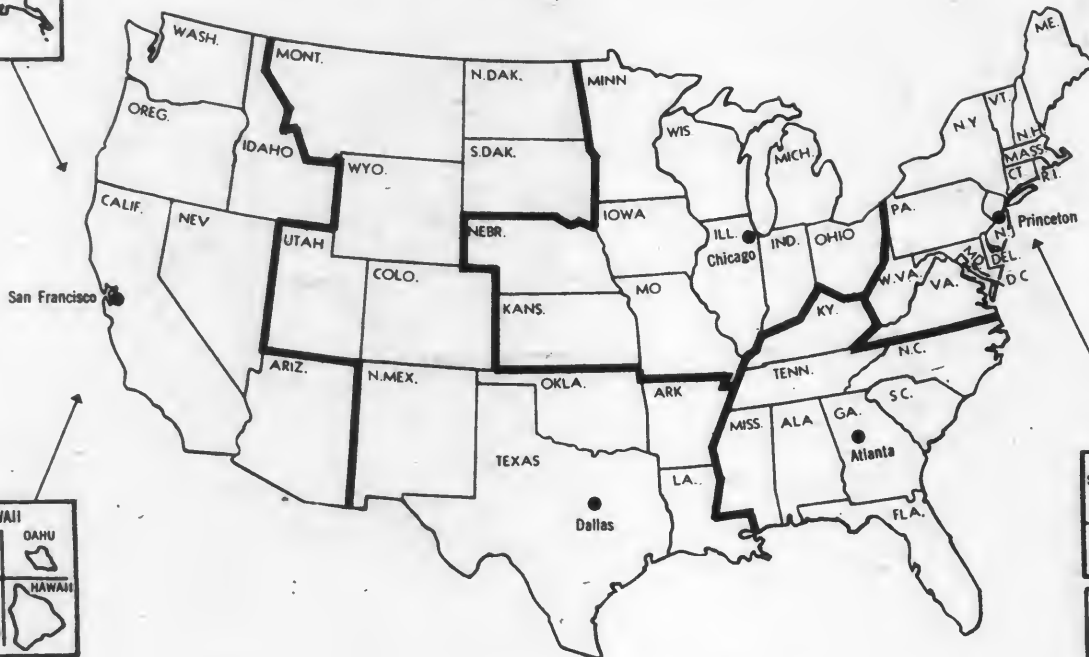 WASH.
MONT.
N.DAK.
MINN
ME.
OREG.
IDAHO
WYO.
S.DAK.
WIS
MICH.
N.Y
VT.
N.H
MASS
CT
R.I.
CALIF.
NEV
UTAH
COLO.
NEBR.
IOWA
ILL.
Chicago
IND.
OHIO
PA.
N.J
Princeton
DEL.
D C
W.VA.
VA.
San Francisco
KANS.
MO
KY.
ARIZ.
N.MEX.
OKLA.
ARK
TENN.
N.C.
S C.
TEXAS
MISS.
ALA
GA.
Atlanta
Dallas
LA.
FLA.
OAHU
HAWAII